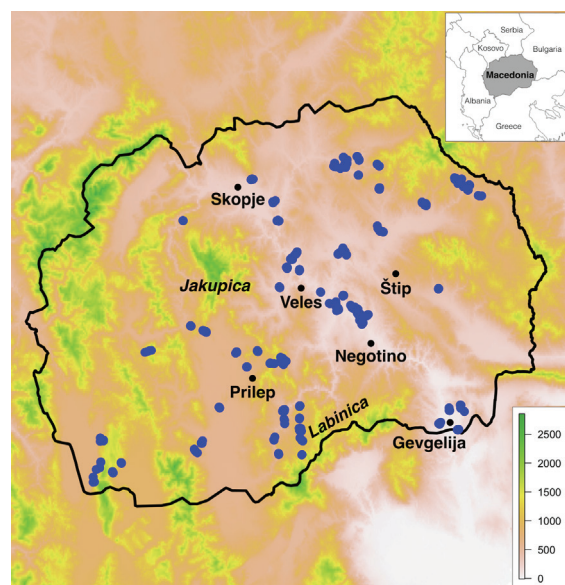 Serbia
Kosovo
Bulgaria
Macedonia
Albania
Greece
Skopje
Jakupica
Štip
Veles
Negotino
Prilep
Labinica
Gevgelija
2500
2000
1500
1000
500
0